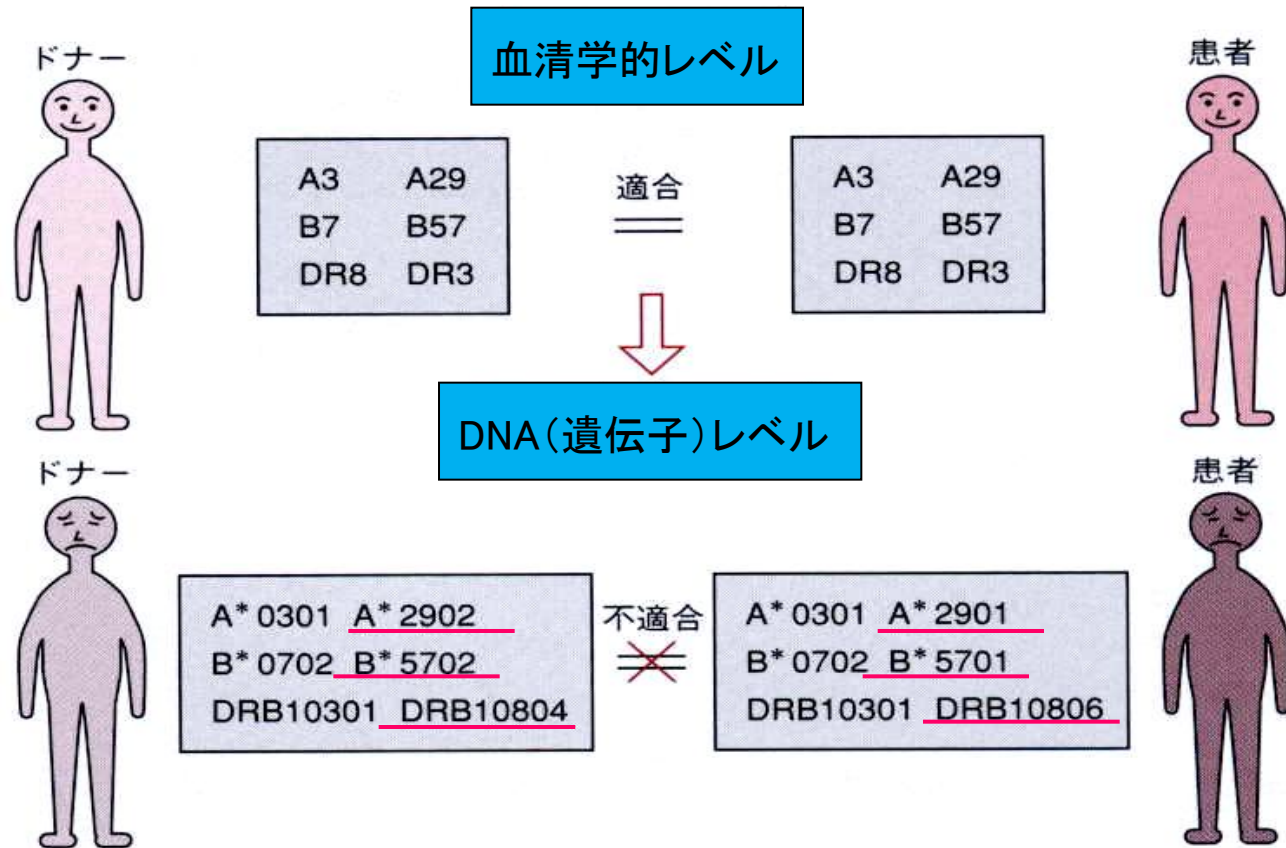 血清学的レベル
ドナー
患者
A3 A29
B7 B57
DR8 DR3
適合
A3 A29
B7 B57
DR8 DR3
DNA(遺伝子)レベル
ドナー
患者
A* 0301 A* 2902
B* 0702 B* 5702
DRB10301 DRB10804
不適合
A* 0301 A* 2901
B* 0702 B* 5701
DRB10301 DRB10806